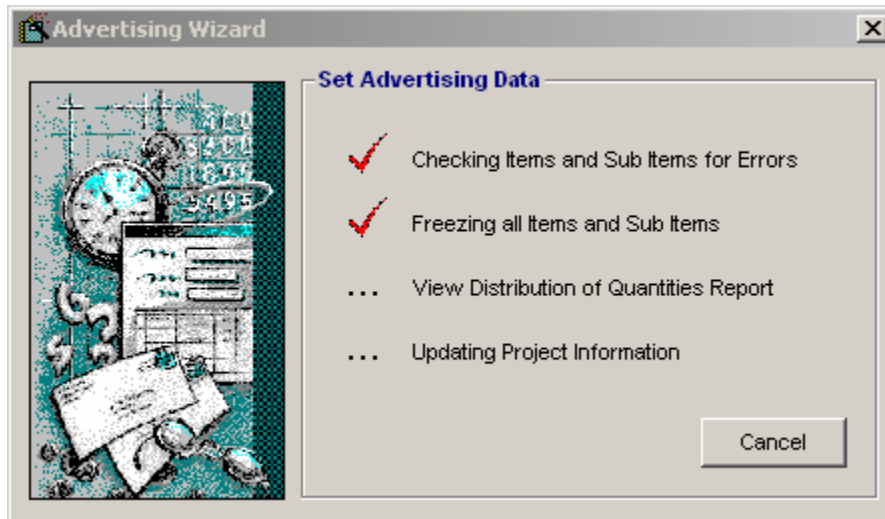 Advertising Wizard
Set Advertising Data
Checking Items and Sub Items for Errors
Freezing all Items and Sub Items
... View Distribution of Quantities Report
... Updating Project Information
Cancel